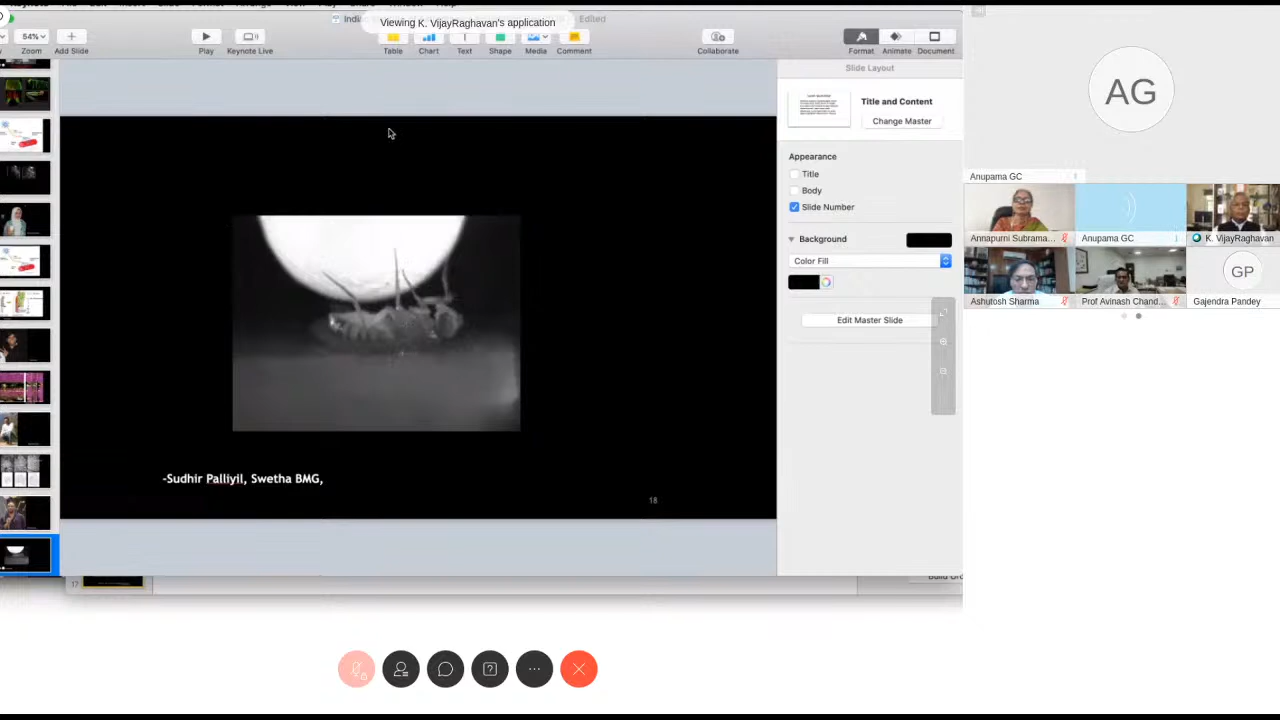 Viewing K. VijayRaghavan's application
Edited
54%
Zoom
Add Slide
Play
Keynote Live
Table
Chart
Text
Shape
Media
Comment
Collaborate
Format
Animate
Document
Slide Layout
Title and Content
Change Master
Appearance
Title
Body
Slide Number
Background
Color Fill
Edit Master Slide
-Sudhir Palliyil, Swetha BMG,
18
17
AG
Anupama GC
Annapurni Subrama...
Anupama GC
K. VijayRaghavan
Ashutosh Sharma
Prof Avinash Chand...
GP
Gajendra Pandey